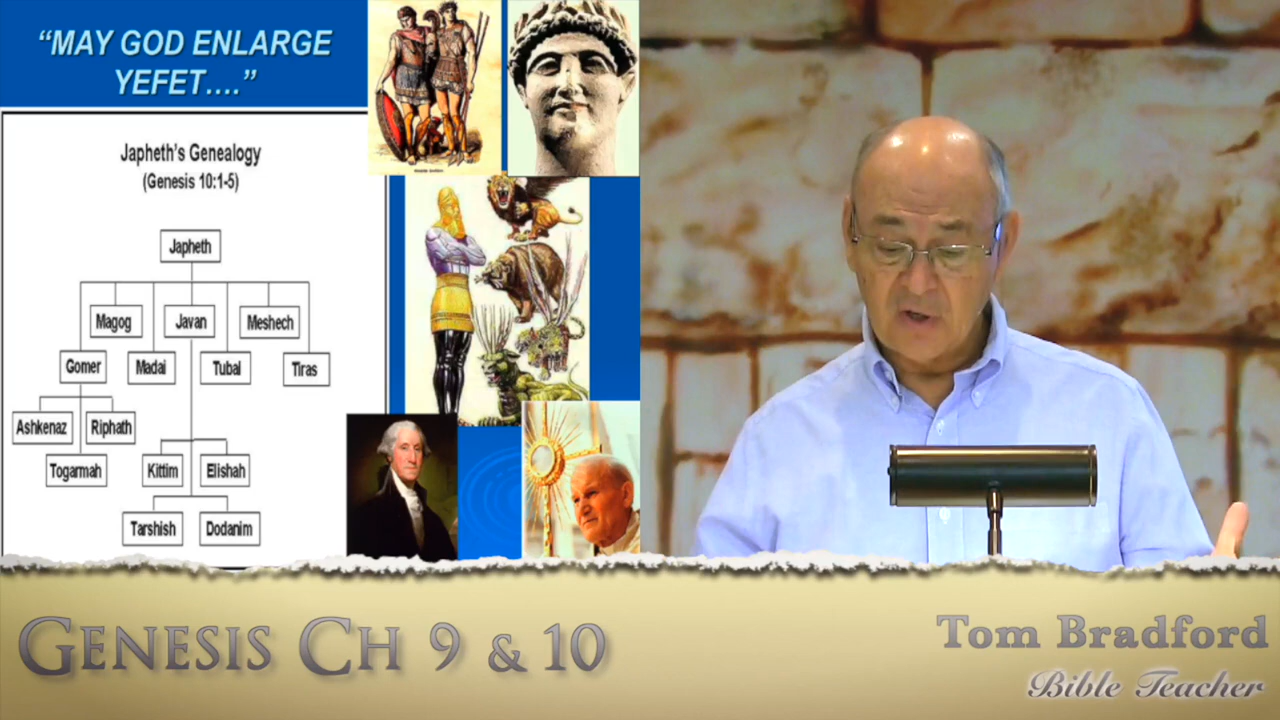 “MAY GOD ENLARGE
YEFET….”
Japheth's Genealogy
(Genesis 10:1-5)
Japheth
Magog
Javan
Meshech
Gomer
Madai
Tubal
Tiras
Ashkenaz
Riphath
Togarmah
Kittim
Elishah
Tarshish
Dodanim
Genesis Ch 9 & 10
Tom Bradford
Bible Teacher